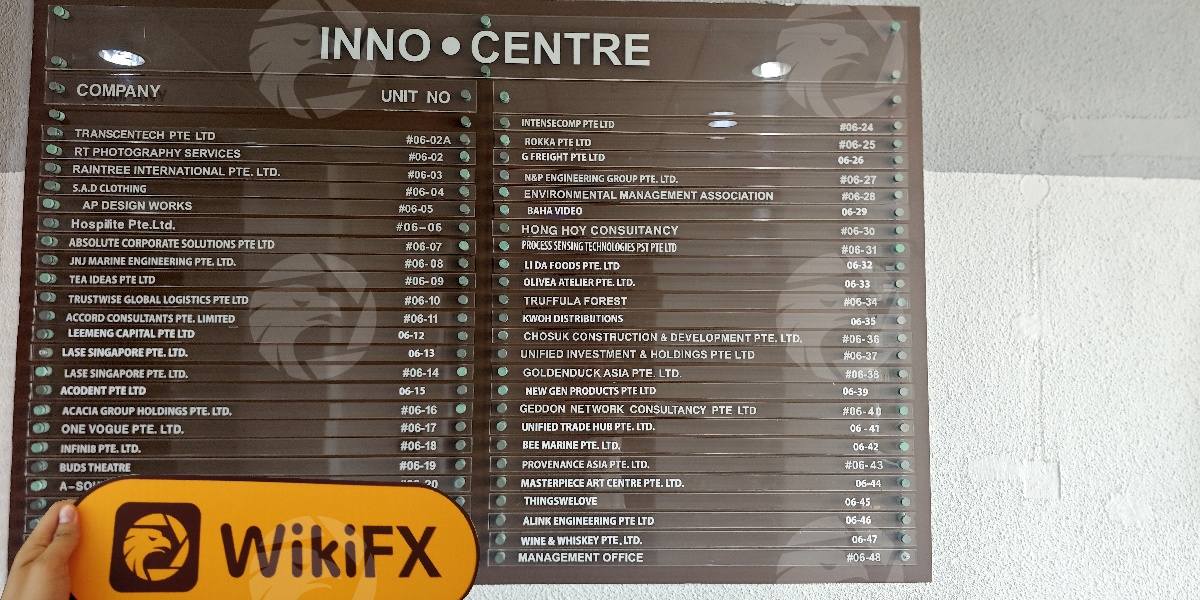 INNO • CENTRE
COMPANY UNIT NO
TRANSCENTECH PTE LTD #06-02A
RT PHOTOGRAPHY SERVICES #06-02
RAINTREE INTERNATIONAL PTE. LTD. #06-03
S.A.D CLOTHING #06-04
AP DESIGN WORKS #06-05
Hospilite Pte.Ltd. #06-06
ABSOLUTE CORPORATE SOLUTIONS PTE LTD #06-07
JNJ MARINE ENGINEERING PTE. LTD. #06-08
TEA IDEAS PTE LTD #06-09
TRUSTWISE GLOBAL LOGISTICS PTE LTD #06-10
ACCORD CONSULTANTS PTE. LIMITED #06-11
LEEMENG CAPITAL PTE LTD 06-12
LASE SINGAPORE PTE. LTD. 06-13
LASE SINGAPORE PTE. LTD. #06-14
ACODENT PTE LTD 06-15
ACACIA GROUP HOLDINGS PTE. LTD. #06-16
ONE VOGUE PTE. LTD. #06-17
INFINI8 PTE. LTD. #06-18
BUDS THEATRE #06-19
INTENSECOMP PTE LTD #06-24
ROKKA PTE LTD #06-25
G FREIGHT PTE LTD 06-26
N&P ENGINEERING GROUP PTE. LTD. #06-27
ENVIRONMENTAL MANAGEMENT ASSOCIATION #06-28
BAHA VIDEO 06-29
HONG HOY CONSUITANCY #06-30
PROCESS SENSING TECHNOLOGIES PST PTE LTD #06-31
LI DA FOODS PTE. LTD 06-32
OLIVEA ATELIER PTE. LTD. 06-33
TRUFFULA FOREST #06-34
KWOH DISTRIBUTIONS 06-35
CHOSUK CONSTRUCTION & DEVELOPMENT PTE. LTD. #06-36
UNIFIED INVESTMENT & HOLDINGS PTE LTD #06-37
GOLDENDUCK ASIA PTE. LTD. #06-38
NEW GEN PRODUCTS PTE LTD 06-39
GEDDON NETWORK CONSULTANCY PTE LTD #06-40
UNIFIED TRADE HUB PTE. LTD. 06-41
BEE MARINE PTE. LTD. 06-42
PROVENANCE ASIA PTE. LTD. #06-43
MASTERPIECE ART CENTRE PTE. LTD. 06-44
THINGSWELOVE 06-45
ALINK ENGINEERING PTE LTD 06-46
WINE & WHISKEY PTE, LTD. 06-47
MANAGEMENT OFFICE #06-48
WikiFX